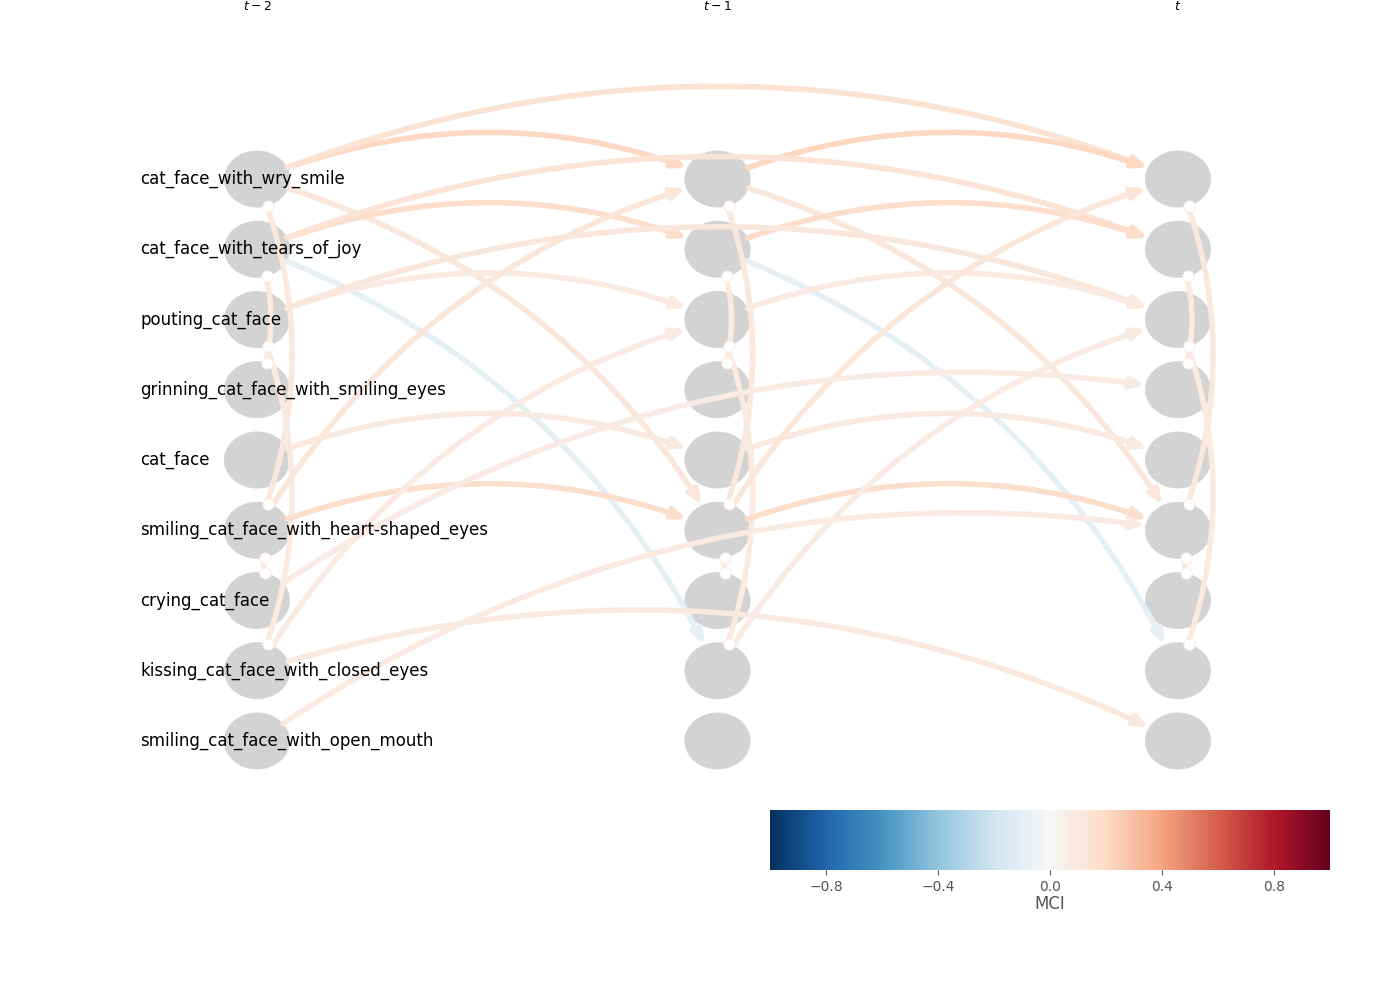 t − 2 t − 1 t
cat_face_with_wry_smile
cat_face_with_tears_of_joy
pouting_cat_face
grinning_cat_face_with_smiling_eyes
cat_face
smiling_cat_face_with_heart-shaped_eyes
crying_cat_face
kissing_cat_face_with_closed_eyes
smiling_cat_face_with_open_mouth
−0.8 −0.4 0.0 0.4 0.8
MCI